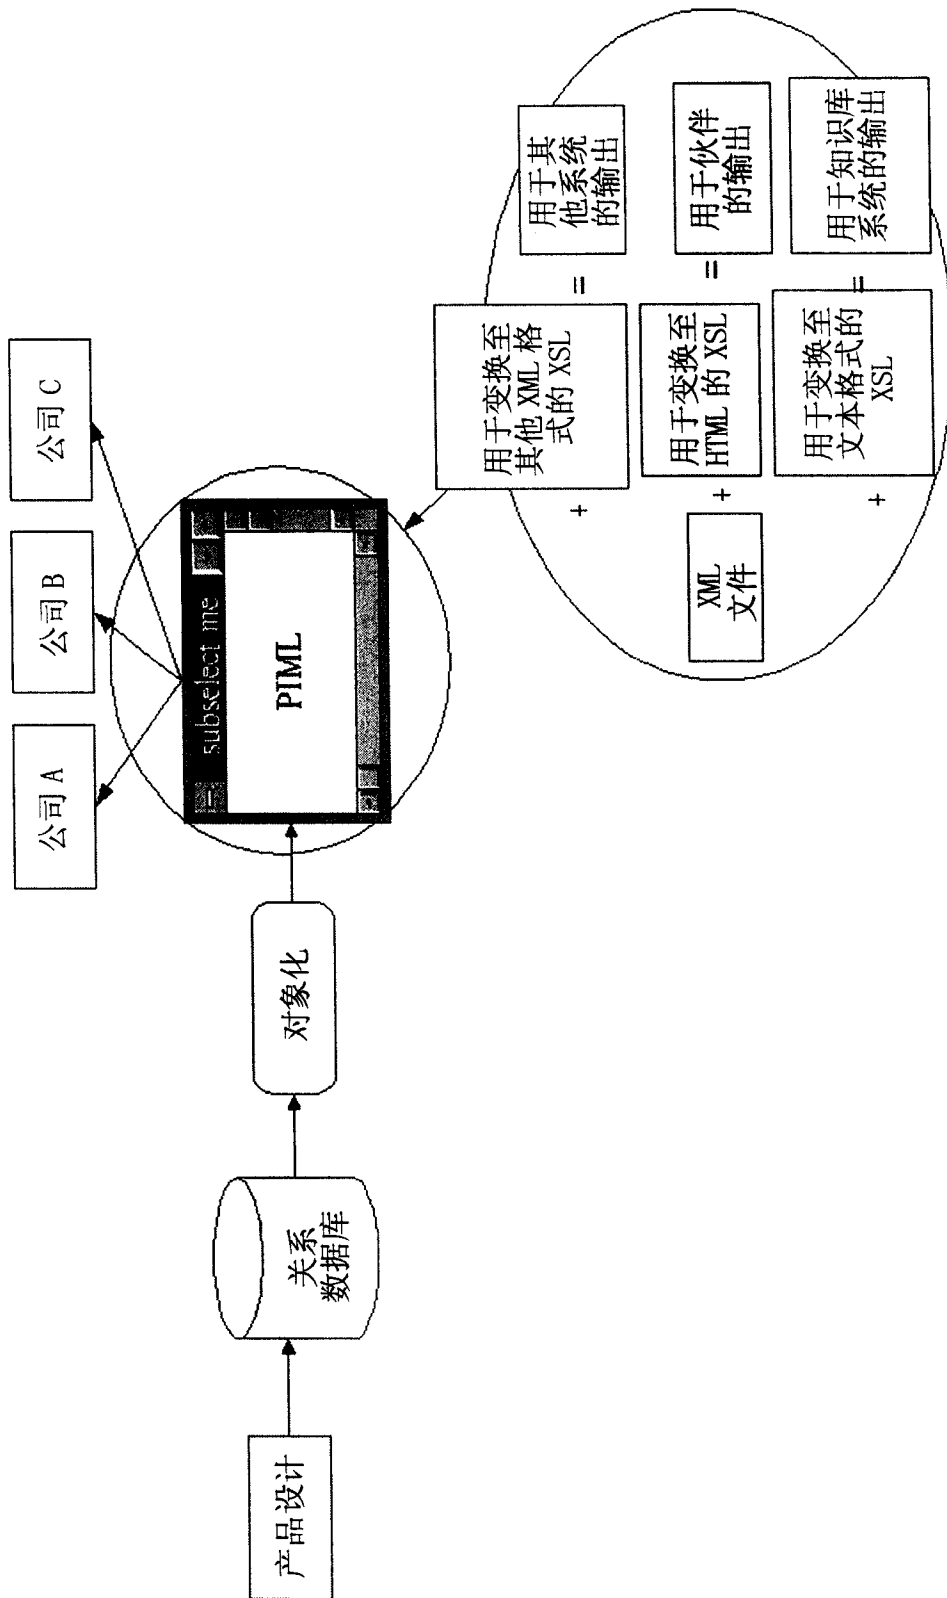 公司 A
公司 B
公司 C
产品设计
关系
数据库
对象化
subselect me
PIML
XML
文件
+
用于变换至
其他 XML 格
式的 XSL
=
用于其
他系统
的输出
+
用于变换至
HTML 的 XSL
=
用于伙伴
的输出
+
用于变换至
文本格式的
XSL
=
用于知识库
系统的输出